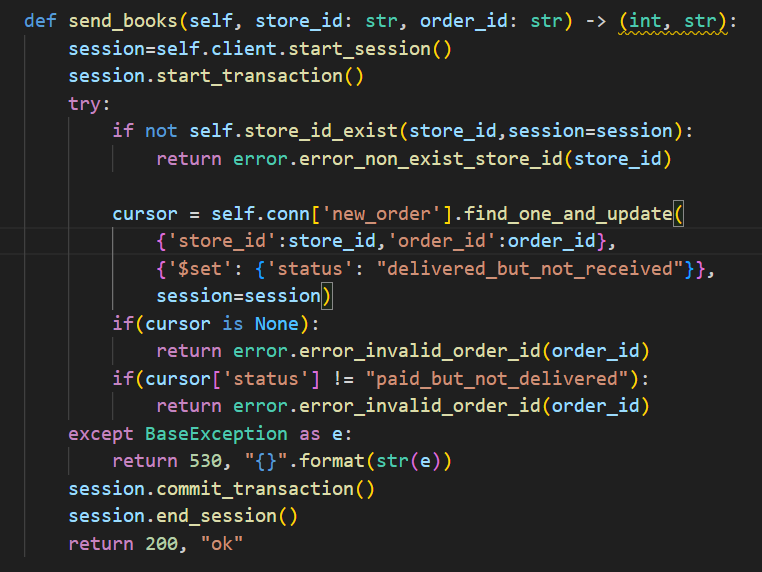 def send_books(self, store_id: str, order_id: str) -> (int, str):
    session=self.client.start_session()
    session.start_transaction()
    try:
        if not self.store_id_exist(store_id,session=session):
            return error.error_non_exist_store_id(store_id)

        cursor = self.conn['new_order'].find_one_and_update(
            {'store_id':store_id,'order_id':order_id},
            {'$set': {'status': "delivered_but_not_received"}},
            session=session)
        if(cursor is None):
            return error.error_invalid_order_id(order_id)
        if(cursor['status'] != "paid_but_not_delivered"):
            return error.error_invalid_order_id(order_id)
    except BaseException as e:
        return 530, "{}".format(str(e))
    session.commit_transaction()
    session.end_session()
    return 200, "ok"